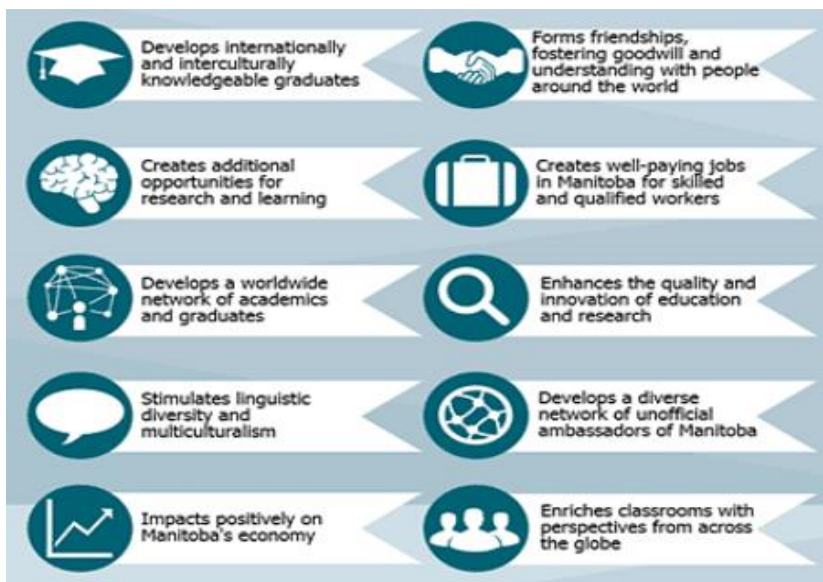 Develops internationally
and interculturally
knowledgeable graduates
Forms friendships,
fostering goodwill and
understanding with people
around the world
Creates additional
opportunities for
research and learning
Creates well-paying jobs
in Manitoba for skilled
and qualified workers
Develops a worldwide
network of academics
and graduates
Enhances the quality and
innovation of education
and research
Stimulates linguistic
diversity and
multiculturalism
Develops a diverse
network of unofficial
ambassadors of Manitoba
Impacts positively on
Manitoba's economy
Enriches classrooms with
perspectives from across
the globe